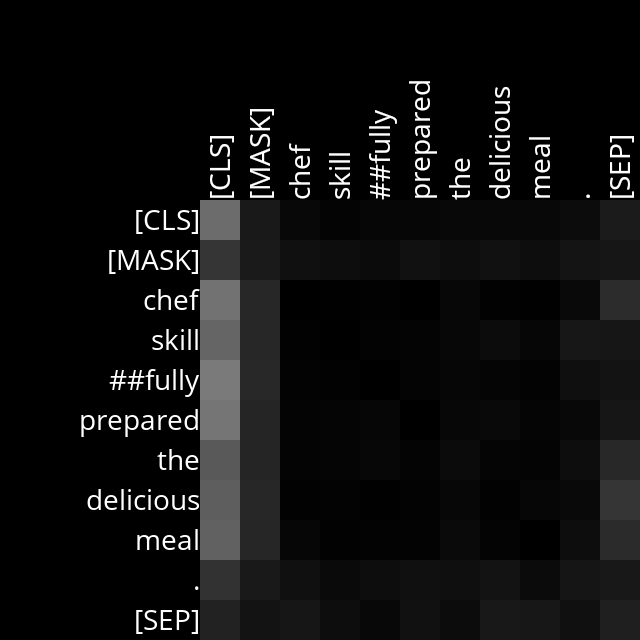 [CLS] [MASK] chef skill ##fully prepared the delicious meal . [SEP]
[CLS]
[MASK]
chef
skill
##fully
prepared
the
delicious
meal
.
[SEP]